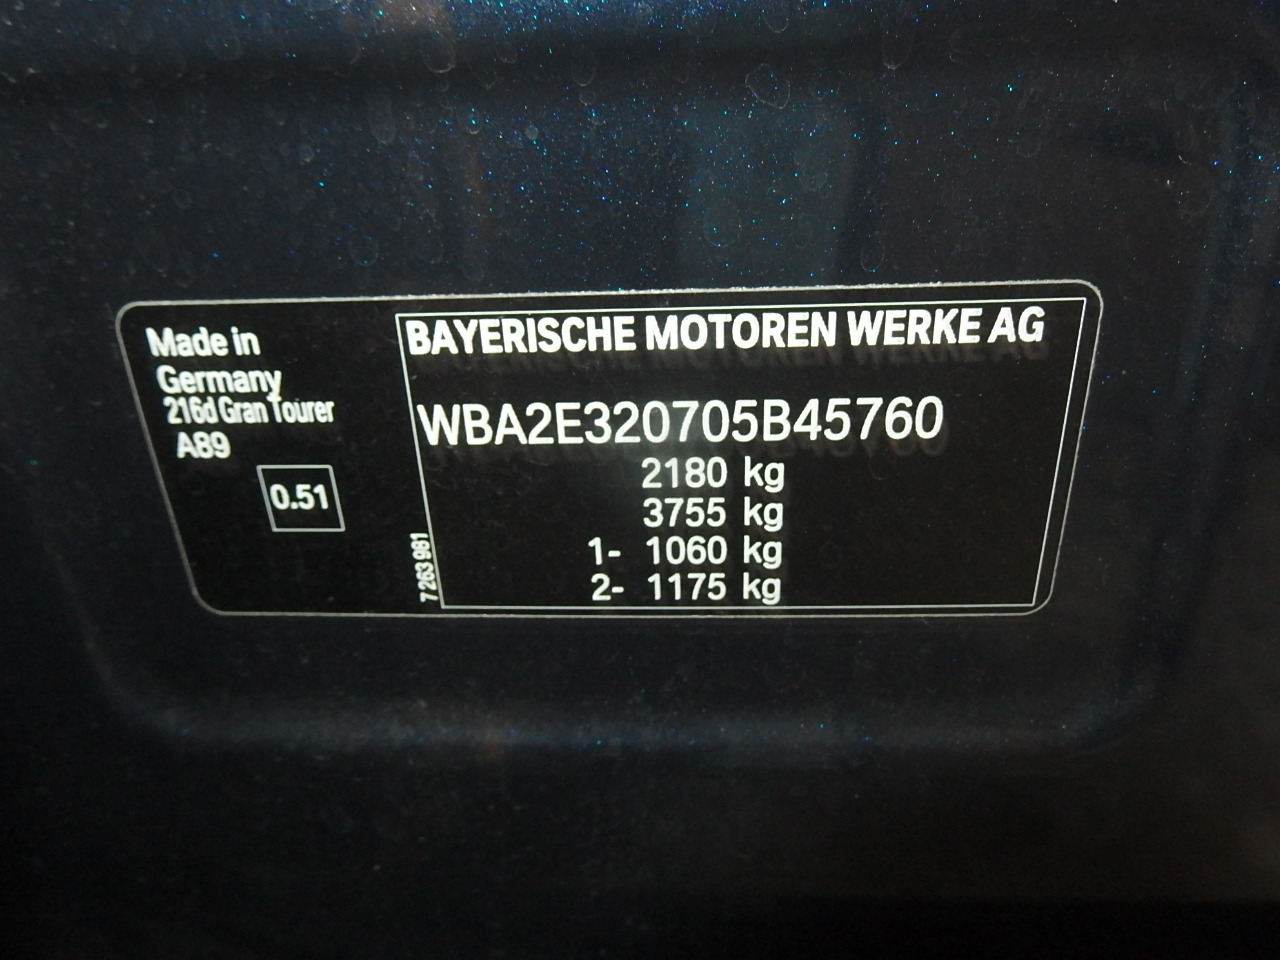 Made in
Germany
216d Gran Tourer
A89
0.51
7 263 981
BAYERISCHE MOTOREN WERKE AG
WBA2E320705B45760
2180 kg
3755 kg
1- 1060 kg
2- 1175 kg